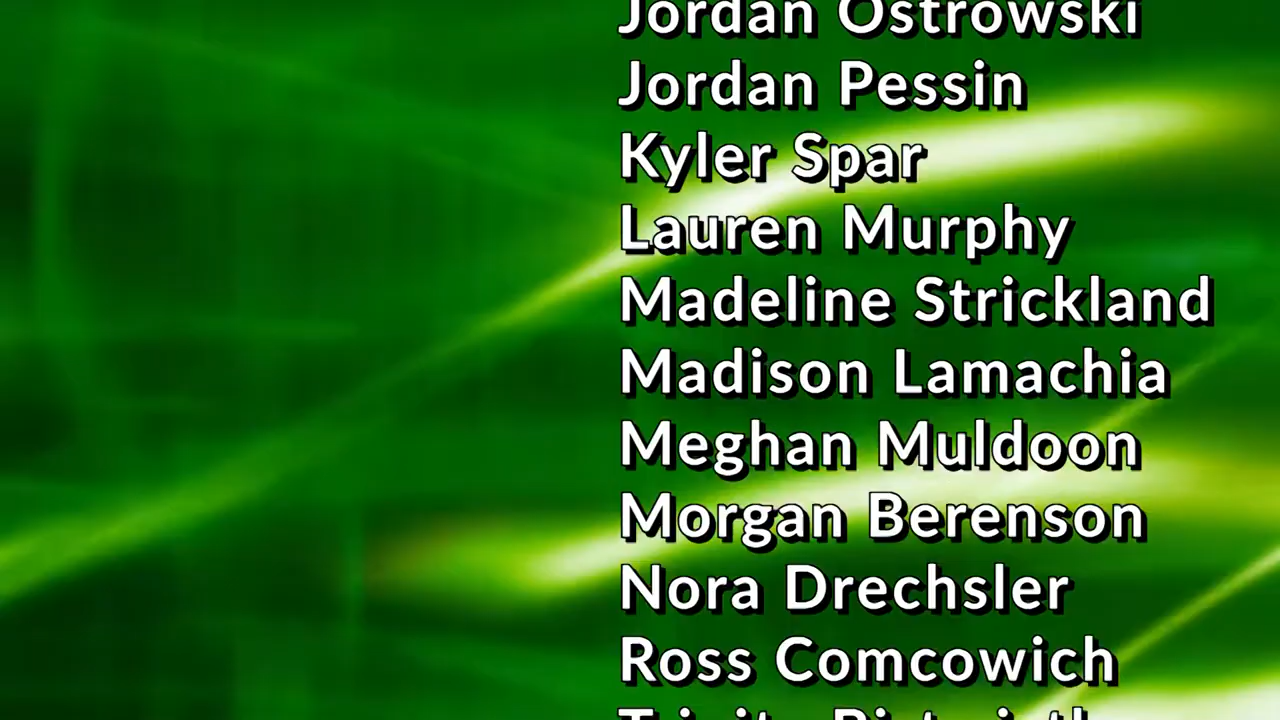 Jordan Ostrowski
Jordan Pessin
Kyler Spar
Lauren Murphy
Madeline Strickland
Madison Lamachia
Meghan Muldoon
Morgan Berenson
Nora Drechsler
Ross Comcowich